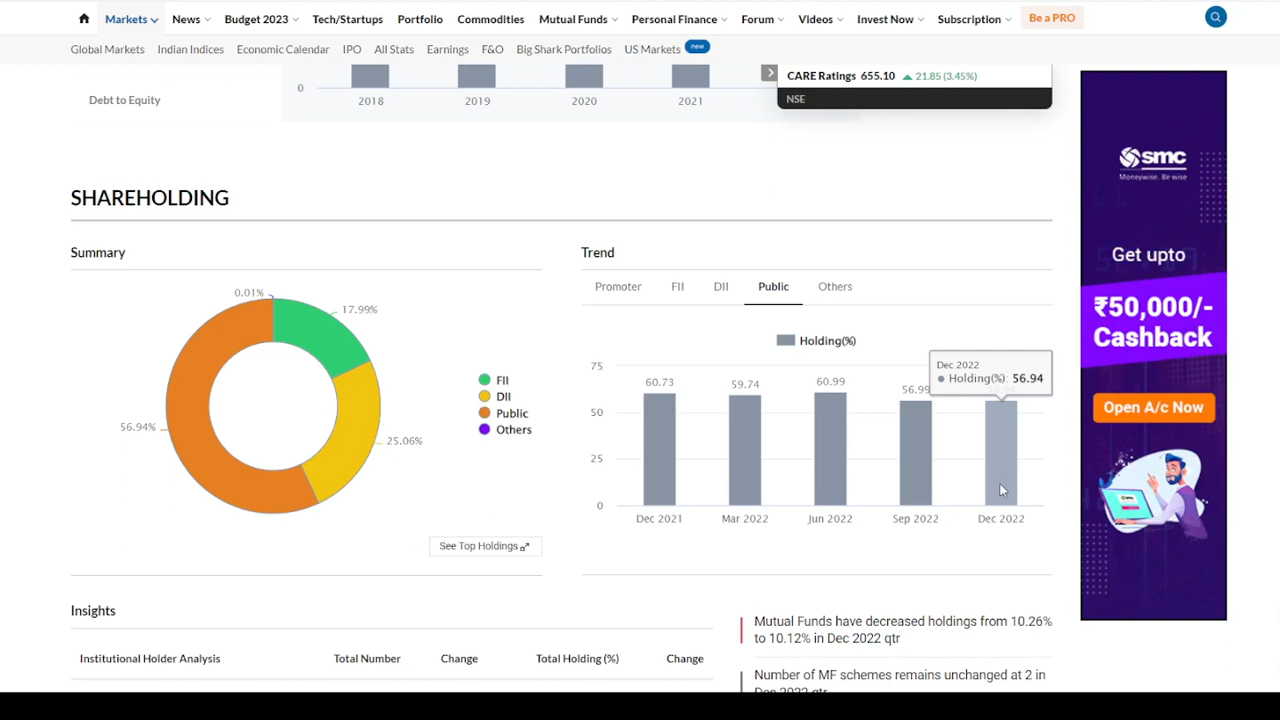 Markets News Budget 2023 Tech/Startups Portfolio Commodities Mutual Funds Personal Finance Forum Videos Invest Now Subscription Be a PRO
Global Markets Indian Indices Economic Calendar IPO All Stats Earnings F&O Big Shark Portfolios US Markets new
CARE Ratings 655.10 21.85 (3.45%)
NSE
Debt to Equity
0
2018 2019 2020 2021
SHAREHOLDING
Summary
0.01%
17.99%
56.94%
25.06%
FII
DII
Public
Others
See Top Holdings
Trend
Promoter FII DII Public Others
Holding(%)
75
50
25
0
60.73 59.74 60.99 56.99
Dec 2022
Holding(%): 56.94
Dec 2021 Mar 2022 Jun 2022 Sep 2022 Dec 2022
Insights
Institutional Holder Analysis Total Number Change Total Holding (%) Change
Mutual Funds have decreased holdings from 10.26%
to 10.12% in Dec 2022 qtr
Number of MF schemes remains unchanged at 2 in
Dec 2022 qtr
smc
Moneywise. Be wise
Get upto
₹50,000/-
Cashback
Open A/c Now